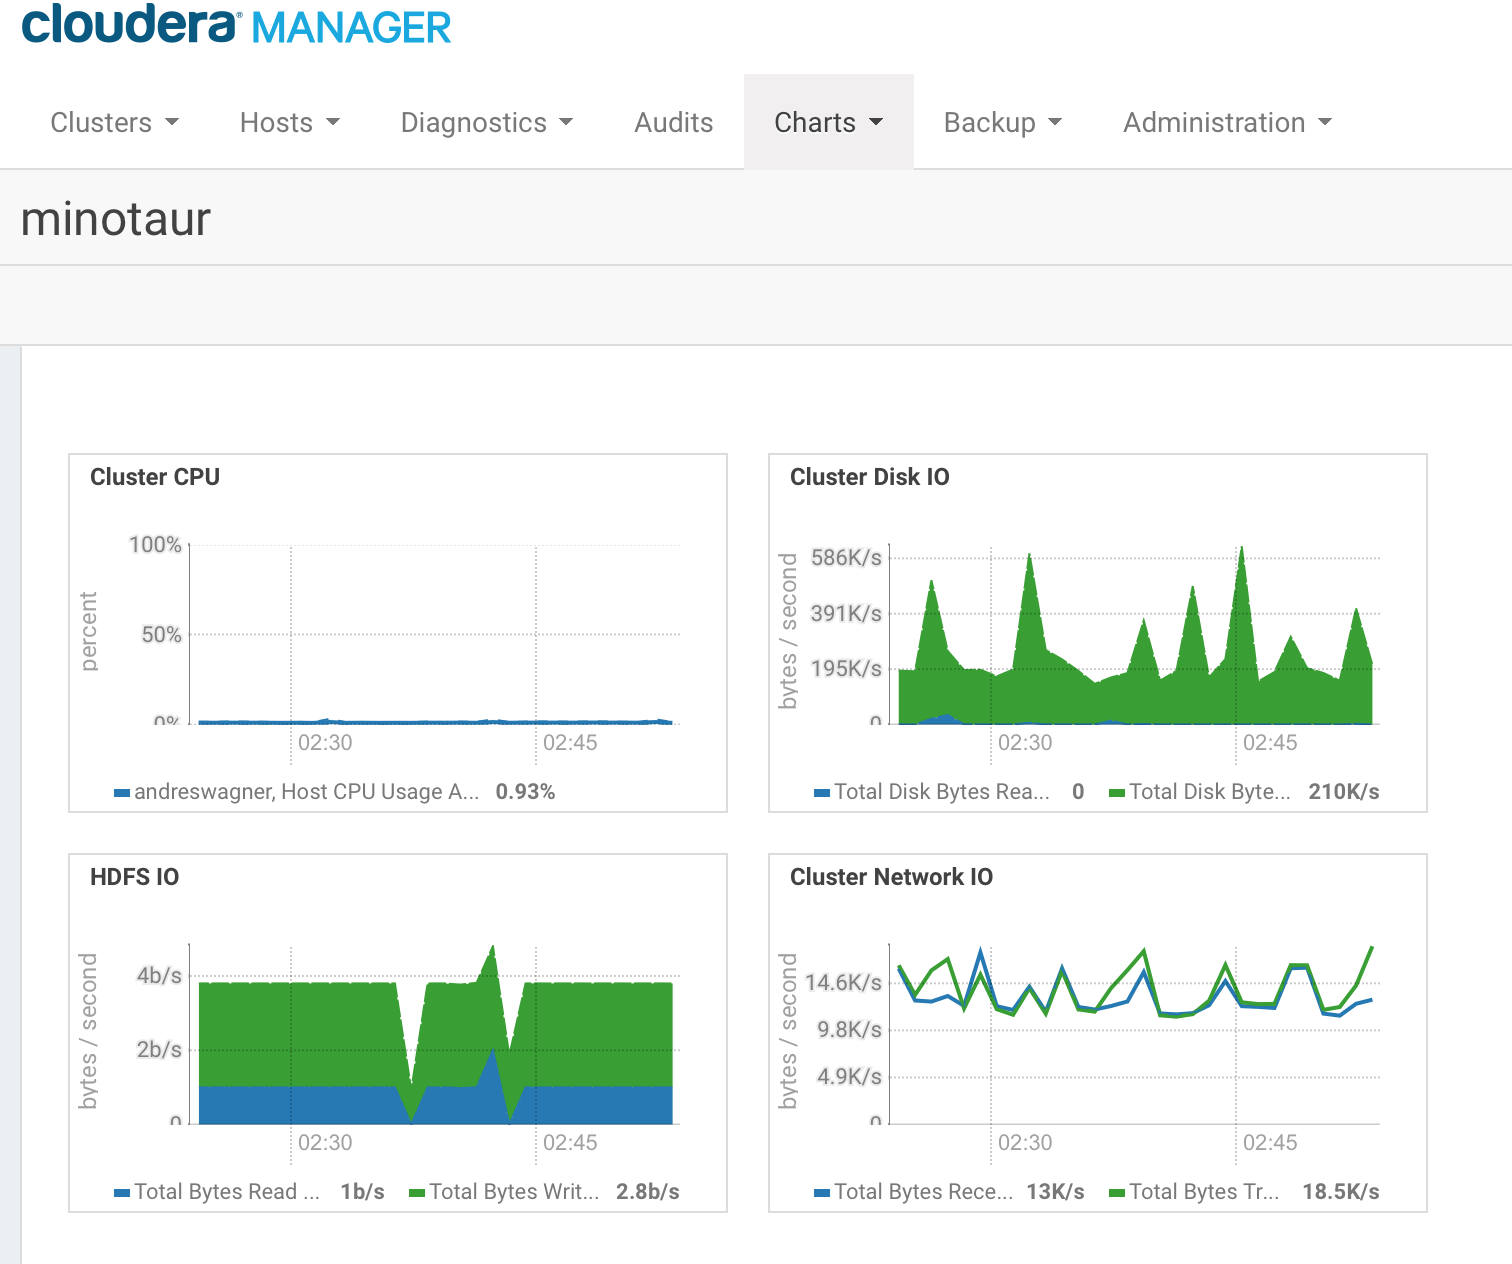 cloudera MANAGER
Clusters Hosts Diagnostics Audits Charts Backup Administration
minotaur
Cluster CPU
percent
100%
50%
0%
02:30 02:45
andreswagner, Host CPU Usage A... 0.93%
Cluster Disk IO
bytes / second
586K/s
391K/s
195K/s
0
02:30 02:45
Total Disk Bytes Rea... 0 Total Disk Byte... 210K/s
HDFS IO
bytes / second
4b/s
2b/s
0
02:30 02:45
Total Bytes Read ... 1b/s Total Bytes Writ... 2.8b/s
Cluster Network IO
bytes / second
14.6K/s
9.8K/s
4.9K/s
0
02:30 02:45
Total Bytes Rece... 13K/s Total Bytes Tr... 18.5K/s